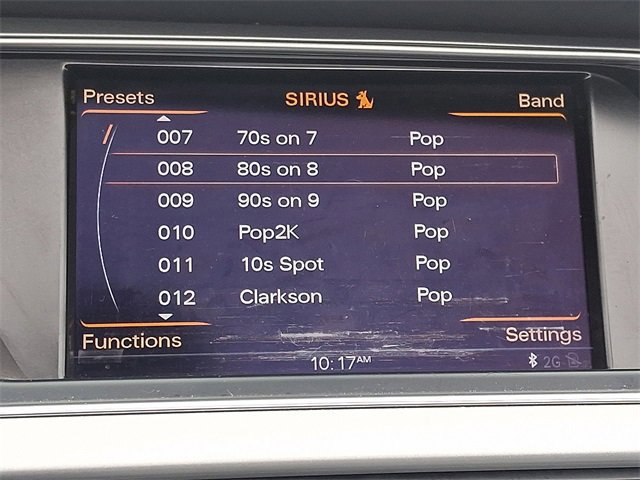 Presets SIRIUS Band
007 70s on 7 Pop
008 80s on 8 Pop
009 90s on 9 Pop
010 Pop2K Pop
011 10s Spot Pop
012 Clarkson Pop
Functions Settings
10:17AM 2G